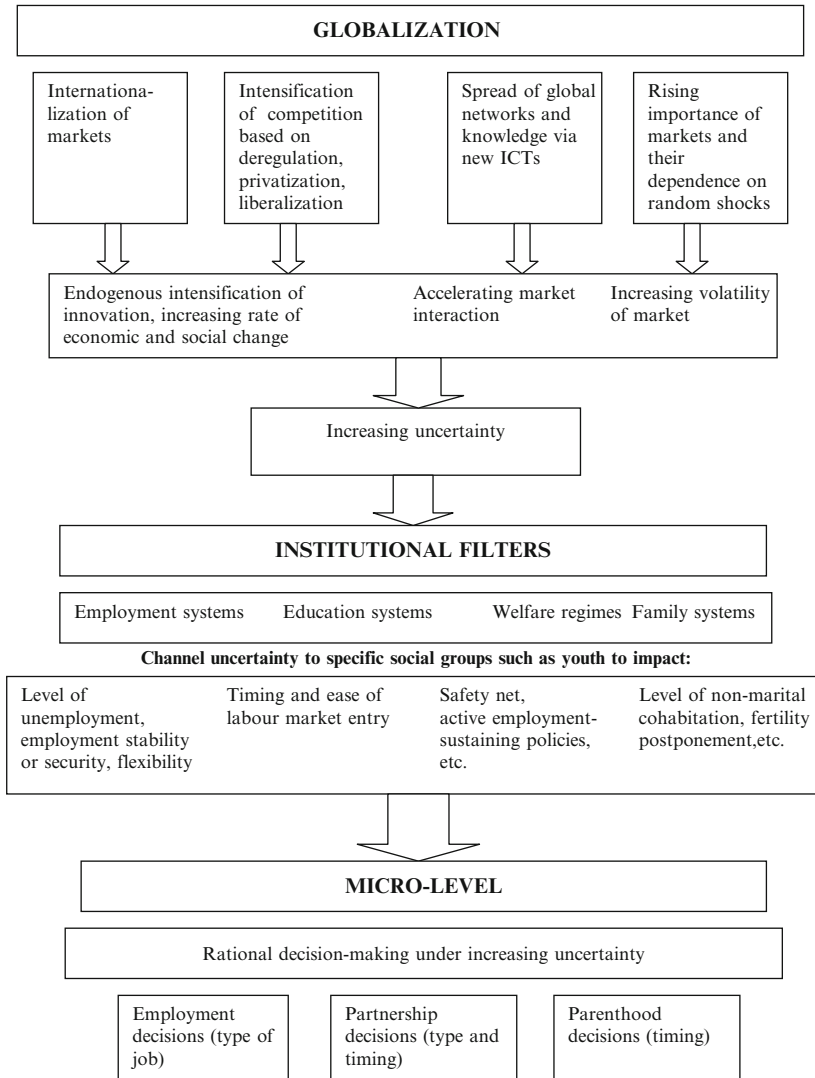 GLOBALIZATION
Internationa-
lization of
markets
Intensification
of competition
based on
deregulation,
privatization,
liberalization
Spread of global
networks and
knowledge via
new ICTs
Rising
importance of
markets and
their
dependence on
random shocks
Endogenous intensification of
innovation, increasing rate of
economic and social change
Accelerating market
interaction
Increasing volatility
of market
Increasing uncertainty
INSTITUTIONAL FILTERS
Employment systems
Education systems
Welfare regimes
Family systems
Channel uncertainty to specific social groups such as youth to impact:
Level of
unemployment,
employment stability
or security, flexibility
Timing and ease of
labour market entry
Safety net,
active employment-
sustaining policies,
etc.
Level of non-marital
cohabitation, fertility
postponement,etc.
MICRO-LEVEL
Rational decision-making under increasing uncertainty
Employment
decisions (type of
job)
Partnership
decisions (type and
timing)
Parenthood
decisions (timing)